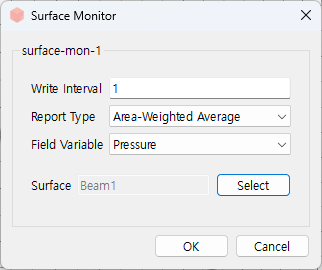 Surface Monitor
surface-mon-1
Write Interval 1
Report Type Area-Weighted Average
Field Variable Pressure
Surface Beam1 Select
OK Cancel